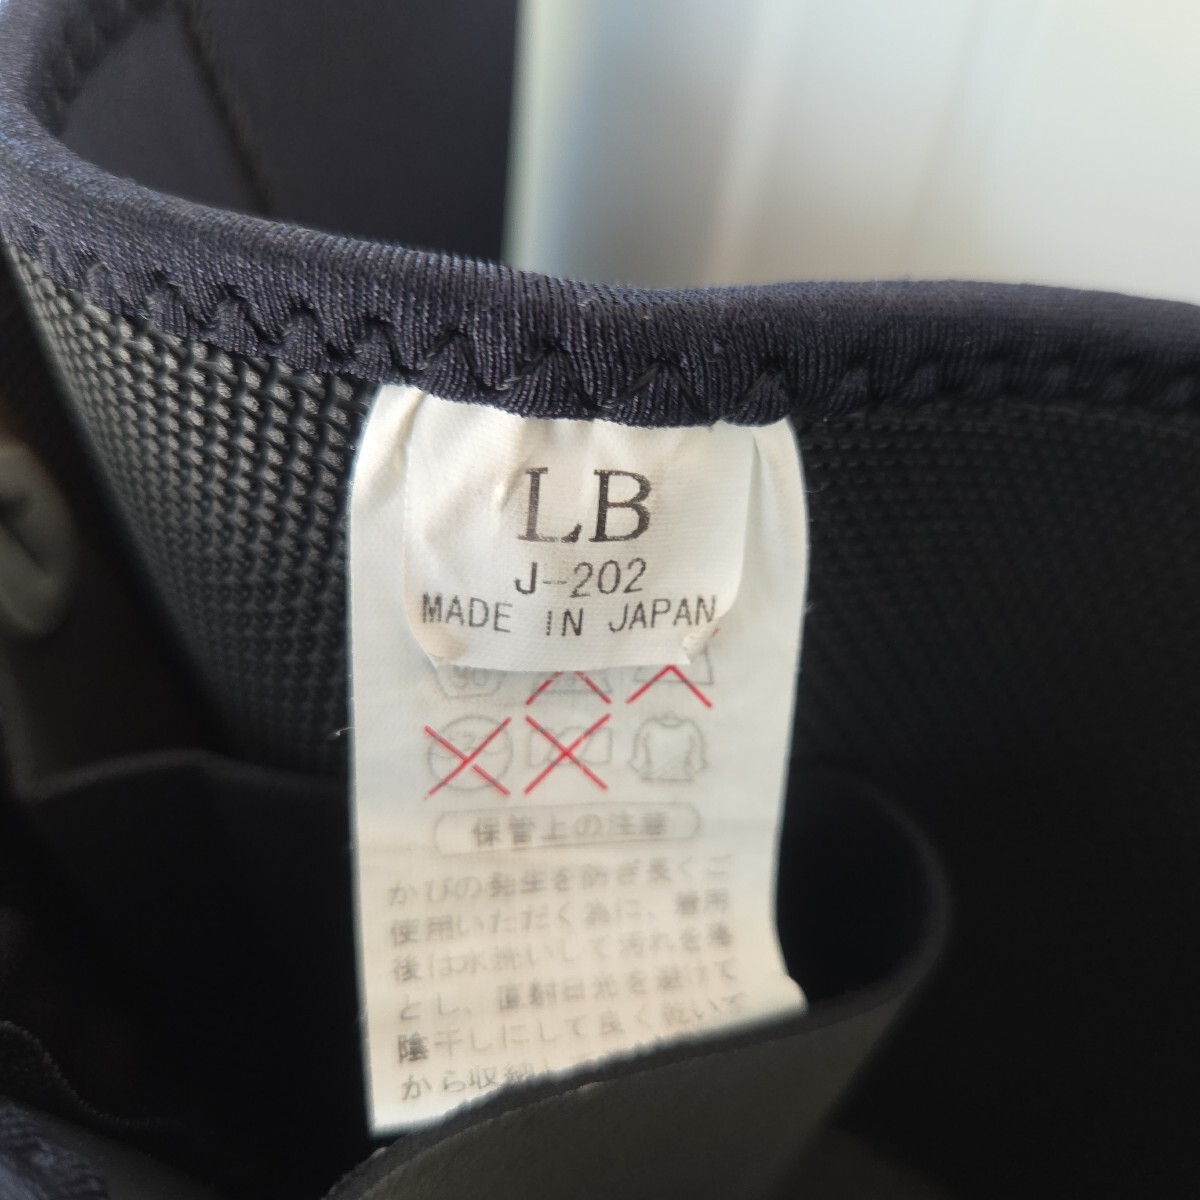 LB
J-202
MADE IN JAPAN
30
保管上の注意
かびの発生を防ぎ長くご
使用いただく為に、着用
後は水洗いして汚れを落
とし、直射日光を避けて
陰干しにして良く乾いて
から収納し